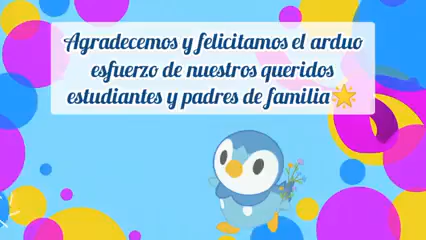 Agradecemos y felicitamos el arduo
esfuerzo de nuestros queridos
estudiantes y padres de familia🌟